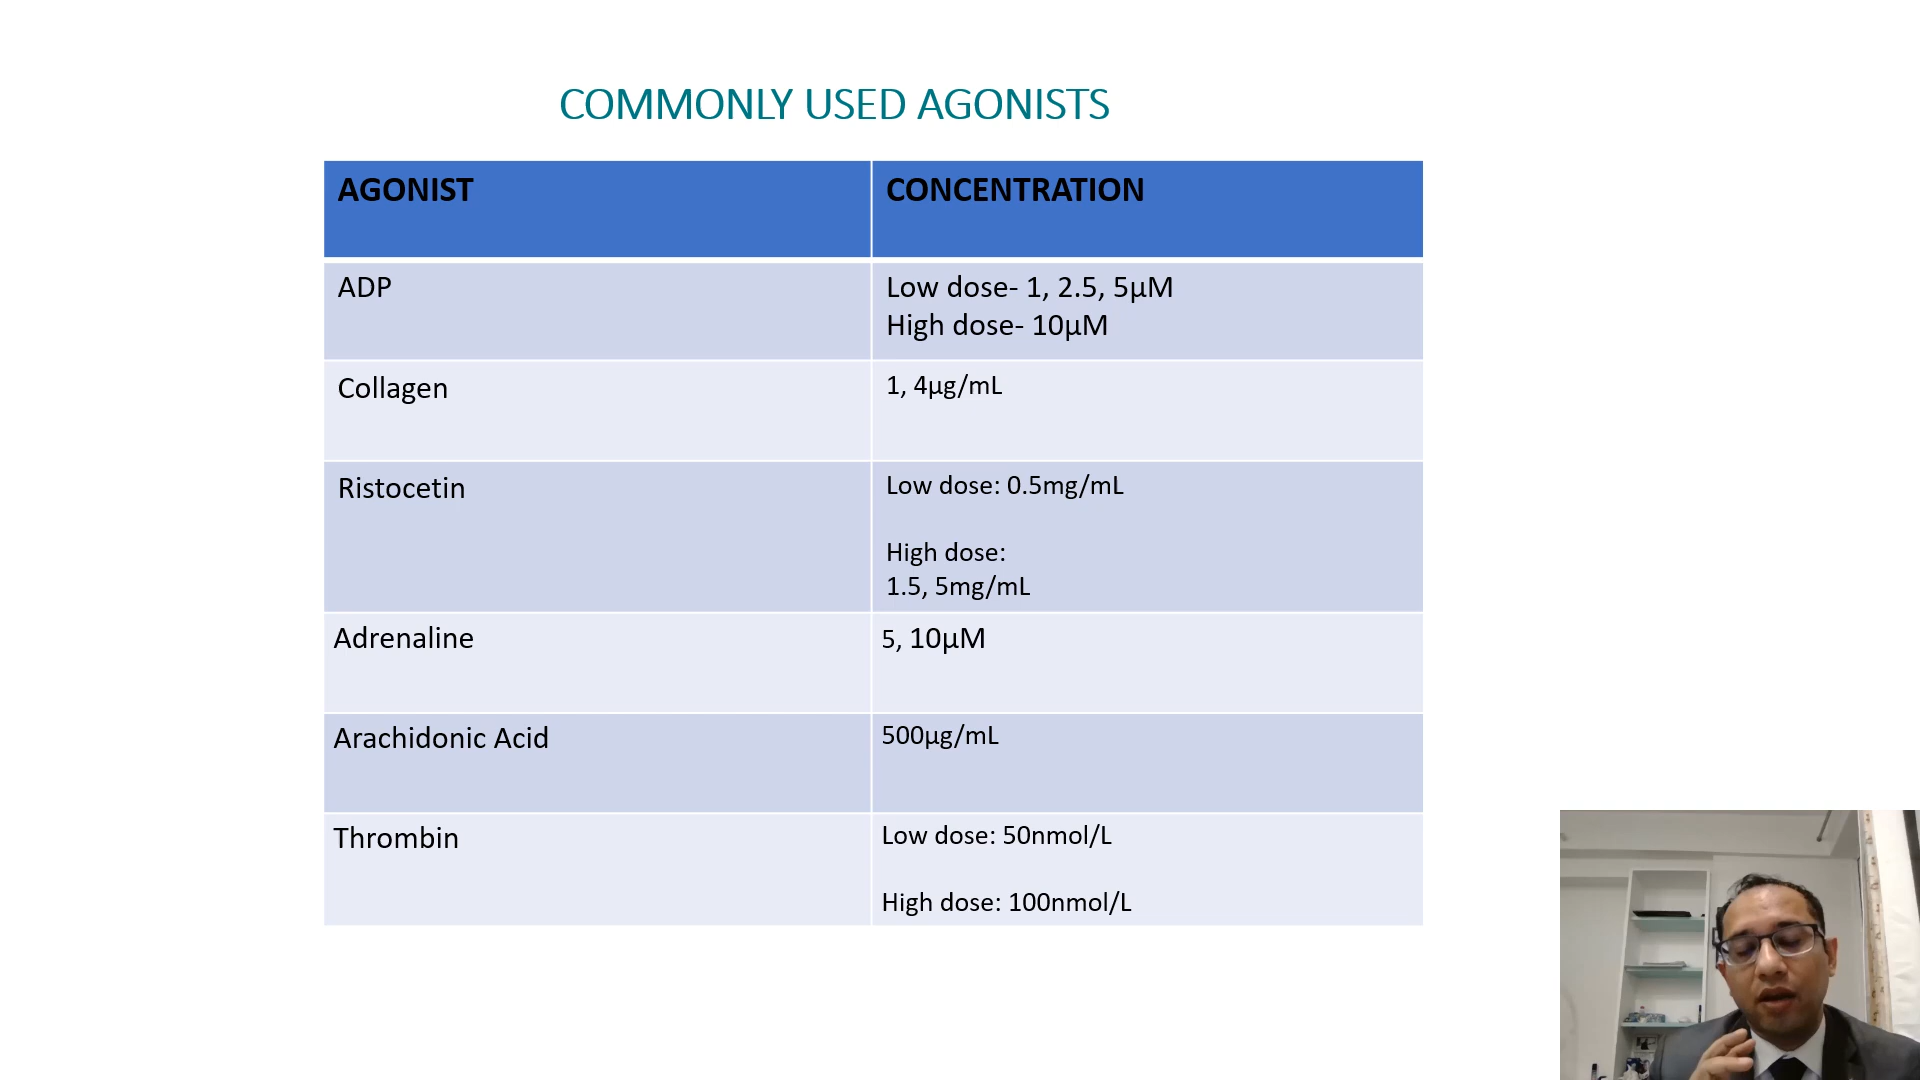 COMMONLY USED AGONISTS
AGONIST
CONCENTRATION
ADP
Low dose- 1, 2.5, 5µM
High dose- 10µM
Collagen
1, 4µg/mL
Ristocetin
Low dose: 0.5mg/mL
High dose:
1.5, 5mg/mL
Adrenaline
5, 10µM
Arachidonic Acid
500µg/mL
Thrombin
Low dose: 50nmol/L
High dose: 100nmol/L